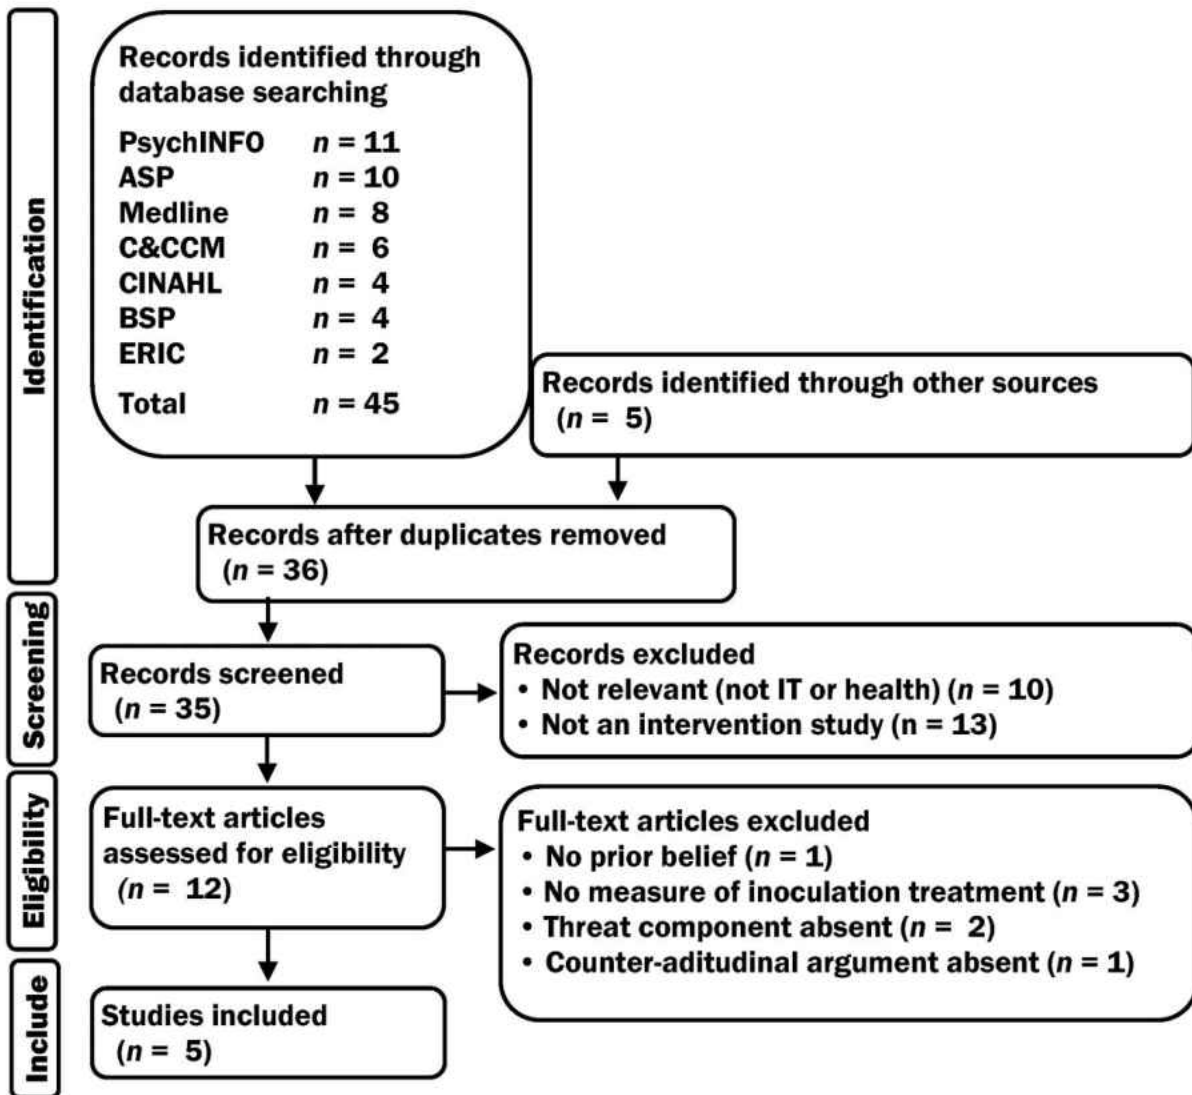 Identification
Records identified through
database searching
PsychINFO n = 11
ASP n = 10
Medline n = 8
C&CCM n = 6
CINAHL n = 4
BSP n = 4
ERIC n = 2
Total n = 45
Records identified through other sources
(n = 5)
Records after duplicates removed
(n = 36)
Screening
Records screened
(n = 35)
Records excluded
• Not relevant (not IT or health) (n = 10)
• Not an intervention study (n = 13)
Eligibility
Full-text articles
assessed for eligibility
(n = 12)
Full-text articles excluded
• No prior belief (n = 1)
• No measure of inoculation treatment (n = 3)
• Threat component absent (n = 2)
• Counter-aditudinal argument absent (n = 1)
Include
Studies included
(n = 5)